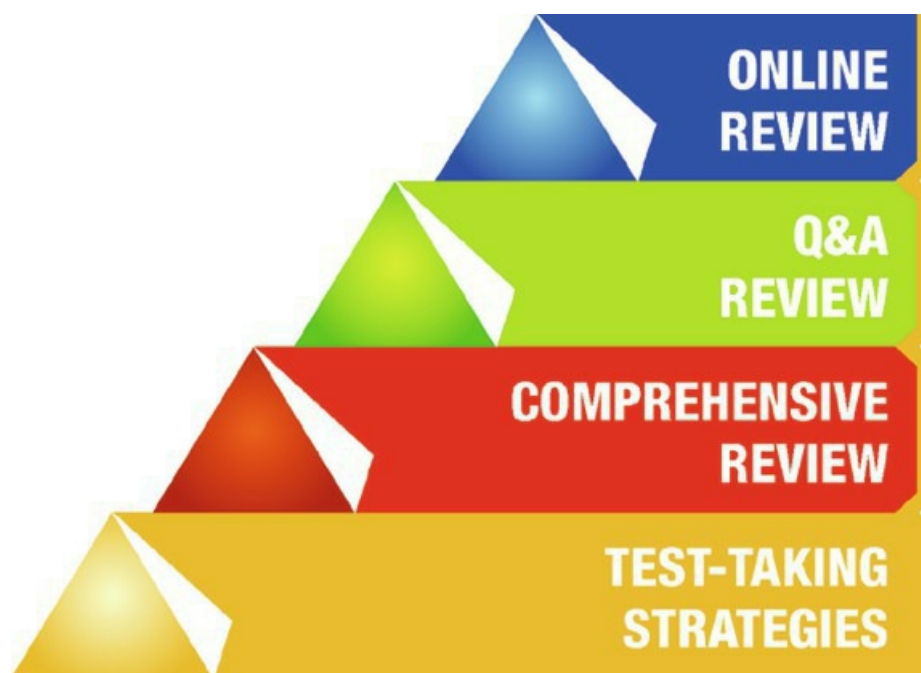 ONLINE
REVIEW
Q&A
REVIEW
COMPREHENSIVE
REVIEW
TEST-TAKING
STRATEGIES